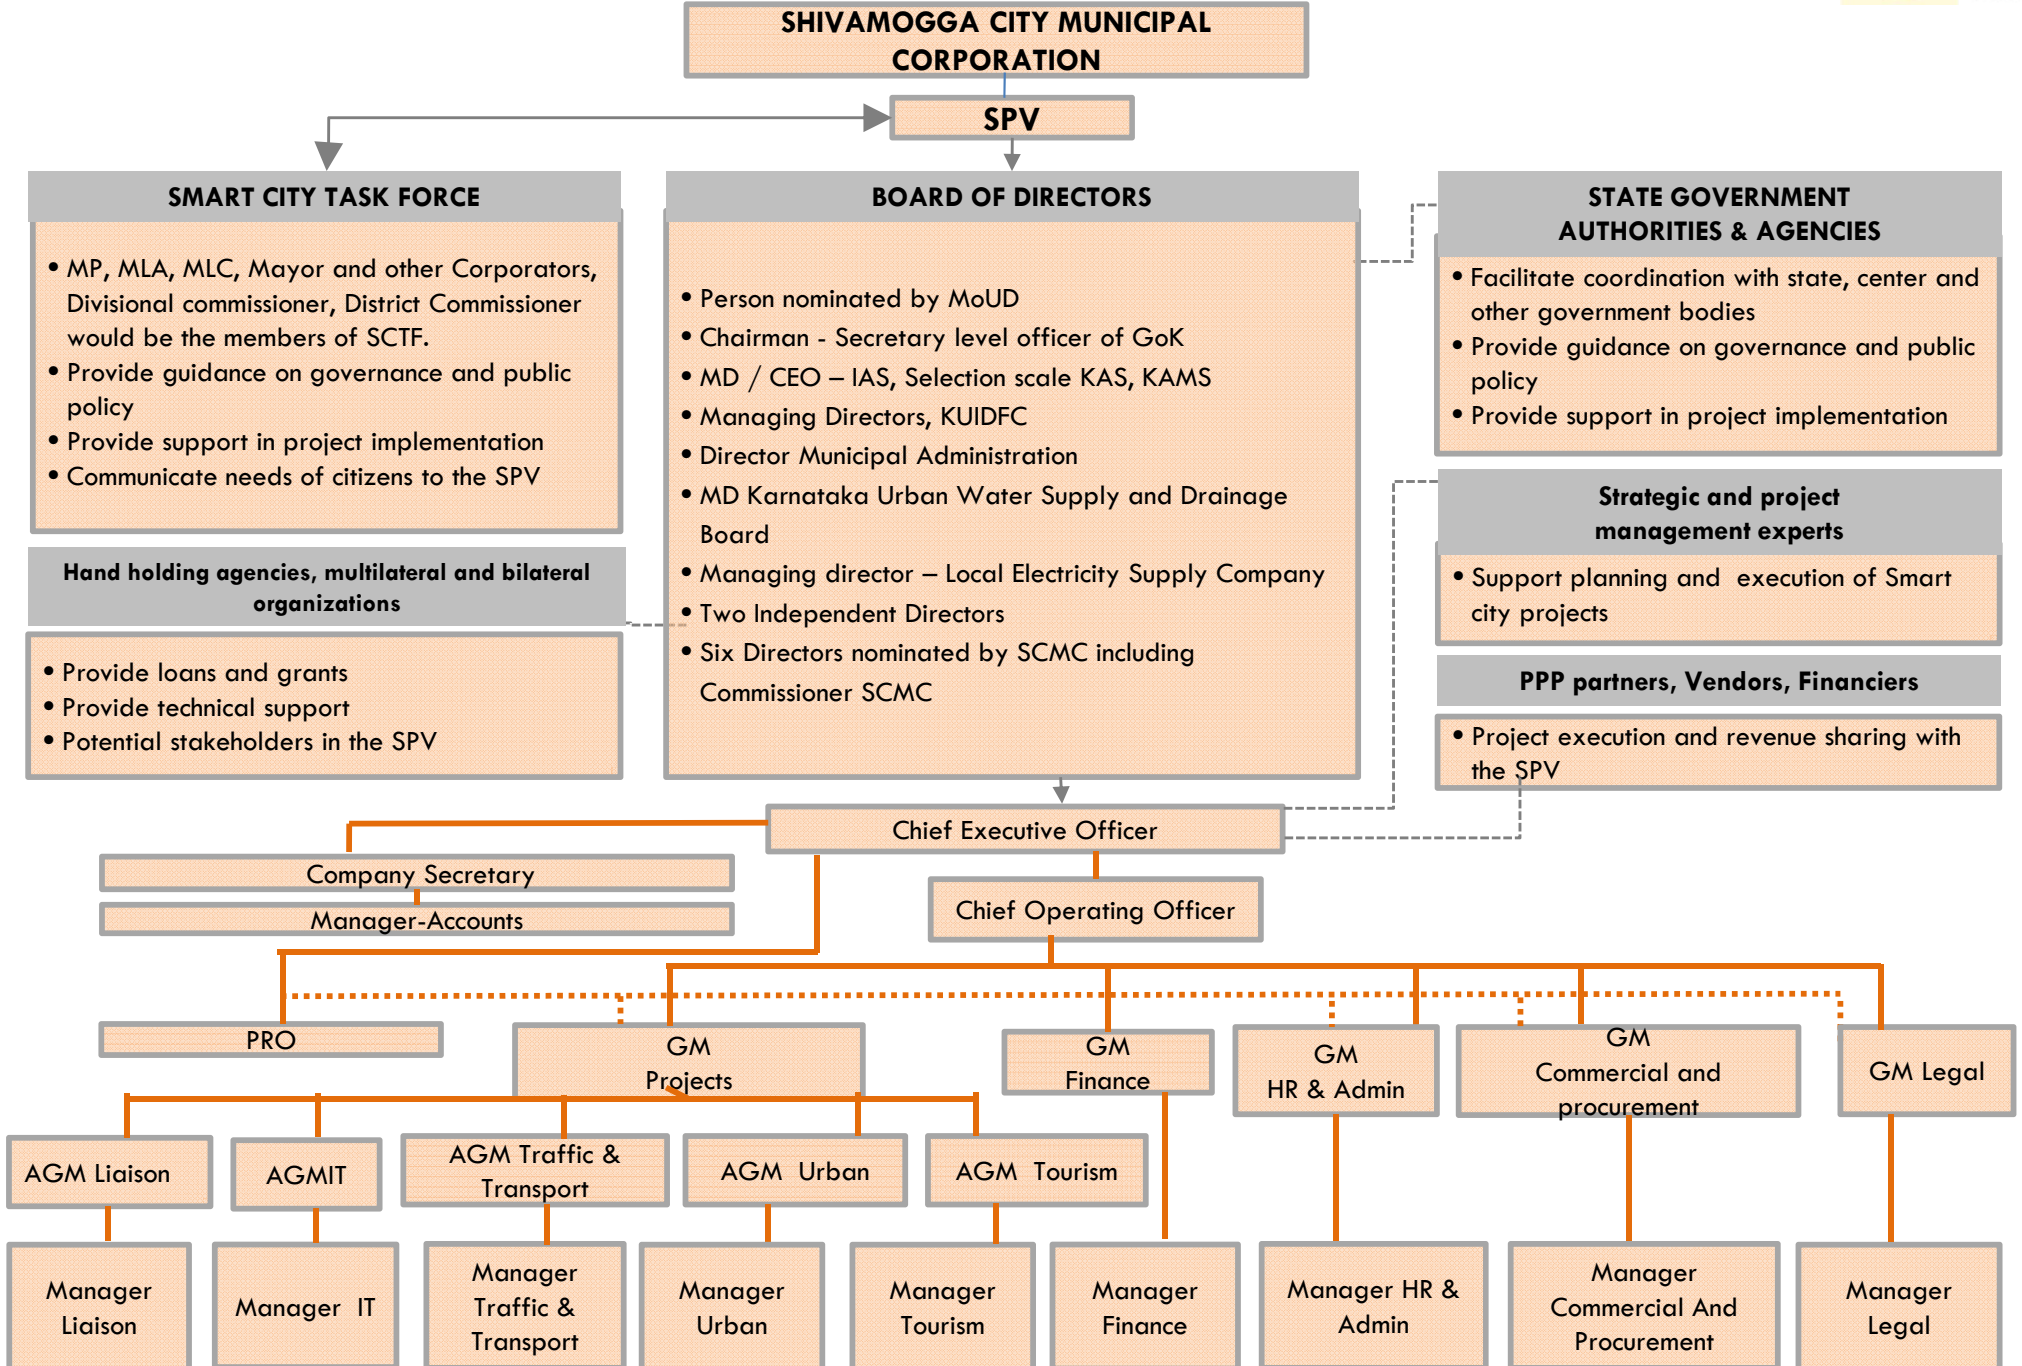 SHIVAMOGGA CITY MUNICIPAL
CORPORATION
SPV
SMART CITY TASK FORCE
• MP, MLA, MLC, Mayor and other Corporators,
Divisional commissioner, District Commissioner
would be the members of SCTF.
• Provide guidance on governance and public
policy
• Provide support in project implementation
• Communicate needs of citizens to the SPV
Hand holding agencies, multilateral and bilateral
organizations
• Provide loans and grants
• Provide technical support
• Potential stakeholders in the SPV
BOARD OF DIRECTORS
• Person nominated by MoUD
• Chairman - Secretary level officer of GoK
• MD / CEO – IAS, Selection scale KAS, KAMS
• Managing Directors, KUIDFC
• Director Municipal Administration
• MD Karnataka Urban Water Supply and Drainage
Board
• Managing director – Local Electricity Supply Company
• Two Independent Directors
• Six Directors nominated by SCMC including
Commissioner SCMC
STATE GOVERNMENT
AUTHORITIES & AGENCIES
• Facilitate coordination with state, center and
other government bodies
• Provide guidance on governance and public
policy
• Provide support in project implementation
Strategic and project
management experts
• Support planning and execution of Smart
city projects
PPP partners, Vendors, Financiers
• Project execution and revenue sharing with
the SPV
Chief Executive Officer
Company Secretary
Manager-Accounts
Chief Operating Officer
PRO
GM
Projects
GM
Finance
GM
HR & Admin
GM
Commercial and
procurement
GM Legal
AGM Liaison
AGMIT
AGM Traffic &
Transport
AGM Urban
AGM Tourism
Manager
Liaison
Manager IT
Manager
Traffic &
Transport
Manager
Urban
Manager
Tourism
Manager
Finance
Manager HR &
Admin
Manager
Commercial And
Procurement
Manager
Legal